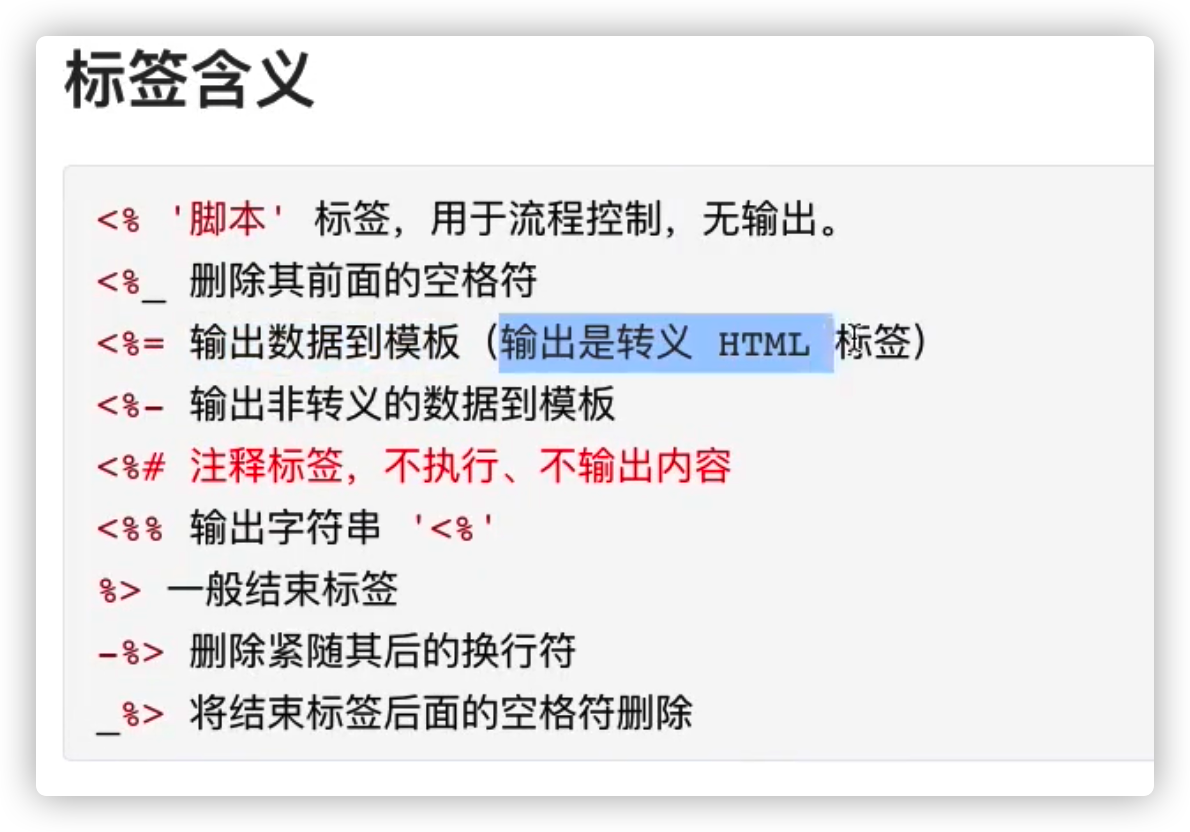 标签含义
<% '脚本' 标签，用于流程控制，无输出。
<%_ 删除其前面的空格符
<%= 输出数据到模板（输出是转义 HTML 标签）
<%- 输出非转义的数据到模板
<%# 注释标签，不执行、不输出内容
<%% 输出字符串 '<%'
%> 一般结束标签
-%> 删除紧随其后的换行符
_%> 将结束标签后面的空格符删除